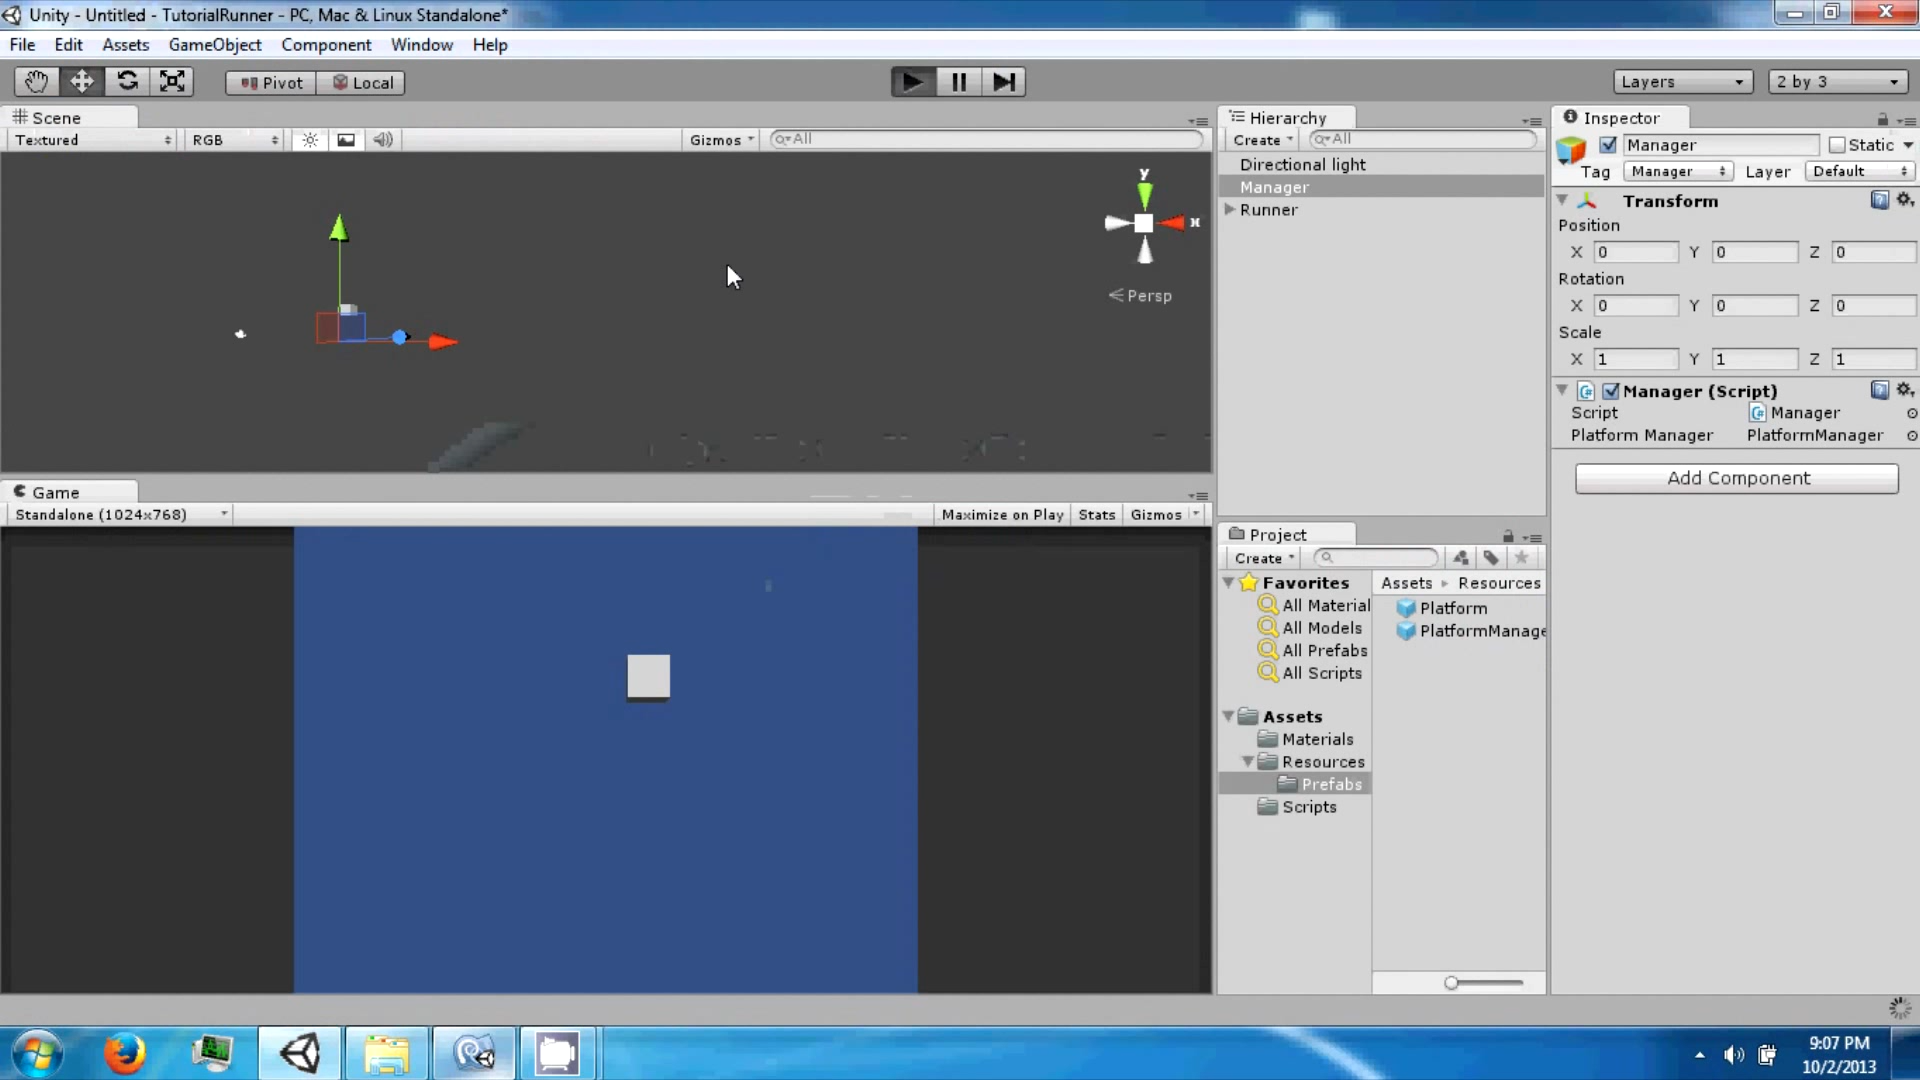 Unity - Untitled - TutorialRunner - PC, Mac & Linux Standalone*
File Edit Assets GameObject Component Window Help
Pivot Local Layers 2 by 3
Scene
Textured RGB Gizmos All
y
x
Persp
Hierarchy
Create All
Directional light
Manager
Runner
Inspector
Manager Static
Tag Manager Layer Default
Transform
Position
X 0 Y 0 Z 0
Rotation
X 0 Y 0 Z 0
Scale
X 1 Y 1 Z 1
Manager (Script)
Script Manager
Platform Manager PlatformManager
Add Component
Game
Standalone (1024x768) Maximize on Play Stats Gizmos
Project
Create
Favorites
All Material
All Models
All Prefabs
All Scripts
Assets
Materials
Resources
Prefabs
Scripts
Assets Resources
Platform
PlatformManage
9:07 PM
10/2/2013